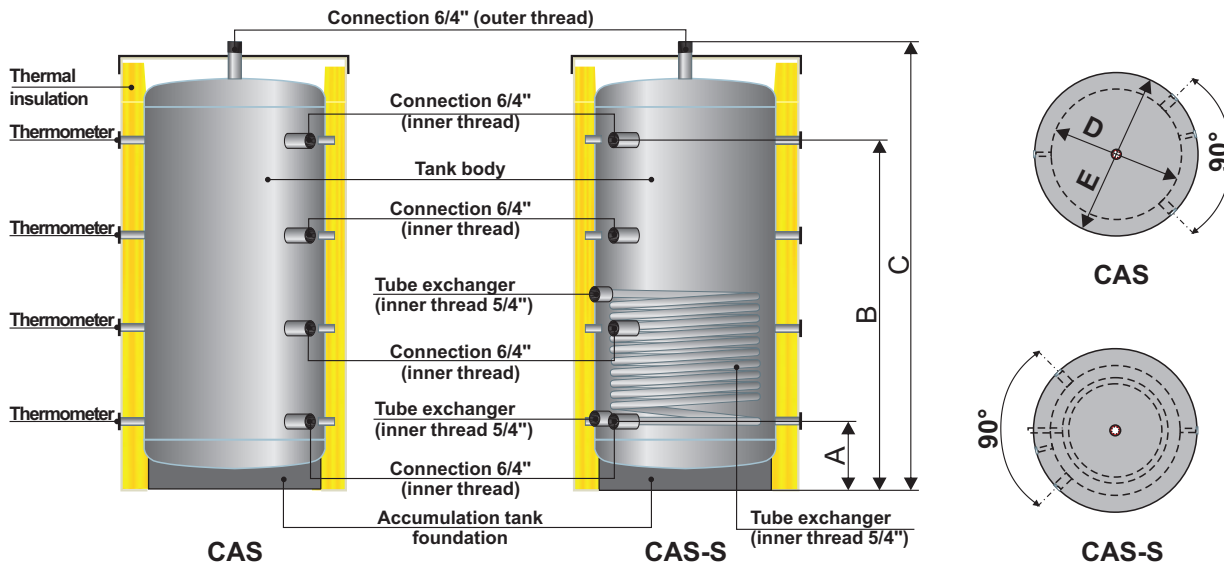 Connection 6/4" (outer thread)
Thermal
insulation
Thermometer
Thermometer
Thermometer
Thermometer
Connection 6/4"
(inner thread)
Tank body
Connection 6/4"
(inner thread)
Tube exchanger
(inner thread 5/4")
Connection 6/4"
(inner thread)
Tube exchanger
(inner thread 5/4")
Connection 6/4"
(inner thread)
Accumulation tank
foundation
Tube exchanger
(inner thread 5/4")
A
B
C
CAS
CAS-S
D
E
90°
CAS
90°
CAS-S